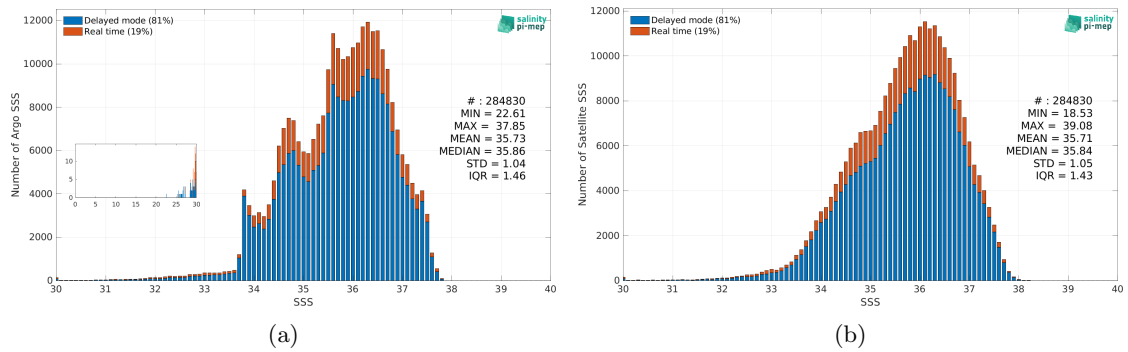 Delayed mode (81%)
Real time (19%)
salinity
pi-mep
# : 284830
MIN = 22.61
MAX = 37.85
MEAN = 35.73
MEDIAN = 35.86
STD = 1.04
IQR = 1.46
Number of Argo SSS
12000
10000
8000
6000
4000
2000
0
10
5
0
0 5 10 15 20 25 30
30 32 33 34 35 36 37 38 39 40
SSS
(a)
Delayed mode (81%)
Real time (19%)
salinity
pi-mep
# : 284830
MIN = 18.53
MAX = 39.08
MEAN = 35.71
MEDIAN = 35.84
STD = 1.05
IQR = 1.43
Number of Satellite SSS
12000
10000
8000
6000
4000
2000
0
30 31 32 33 34 35 36 37 38 39 40
SSS
(b)